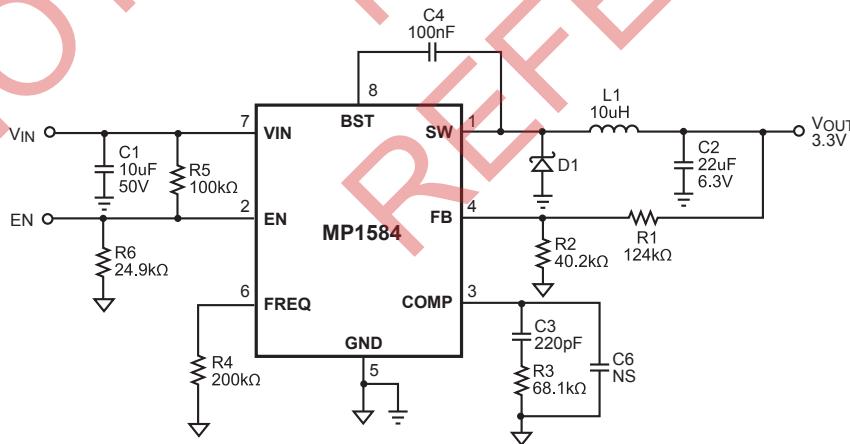 C4
100nF
8
BST
L1
10uH
VIN
7
VIN
SW
1
VOUT
3.3V
C1
10uF
50V
R5
100kΩ
D1
C2
22uF
6.3V
EN
2
EN
FB
4
MP1584
R2
40.2kΩ
R1
124kΩ
R6
24.9kΩ
6
FREQ
COMP
3
GND
5
R4
200kΩ
C3
220pF
R3
68.1kΩ
C6
NS
REFE